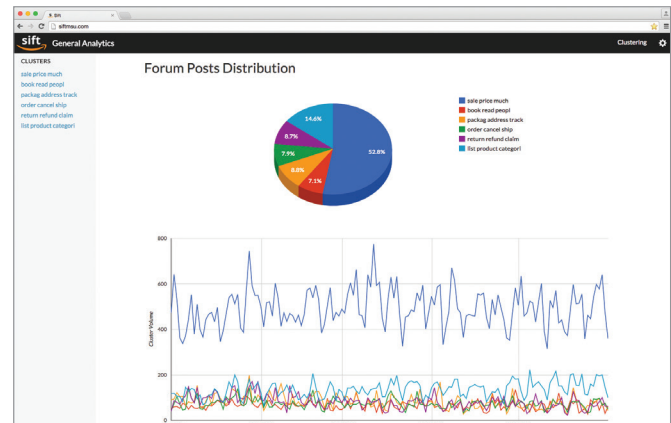 sift
siftmsu.com
sift General Analytics Clustering
CLUSTERS
sale price much
book read peopl
packag address track
order cancel ship
return refund claim
list product categori
Forum Posts Distribution
14.6%
8.7%
7.9%
8.8%
7.1%
52.8%
sale price much
book read peopl
packag address track
order cancel ship
return refund claim
list product categori
800
600
400
200
0
Cluster Volume